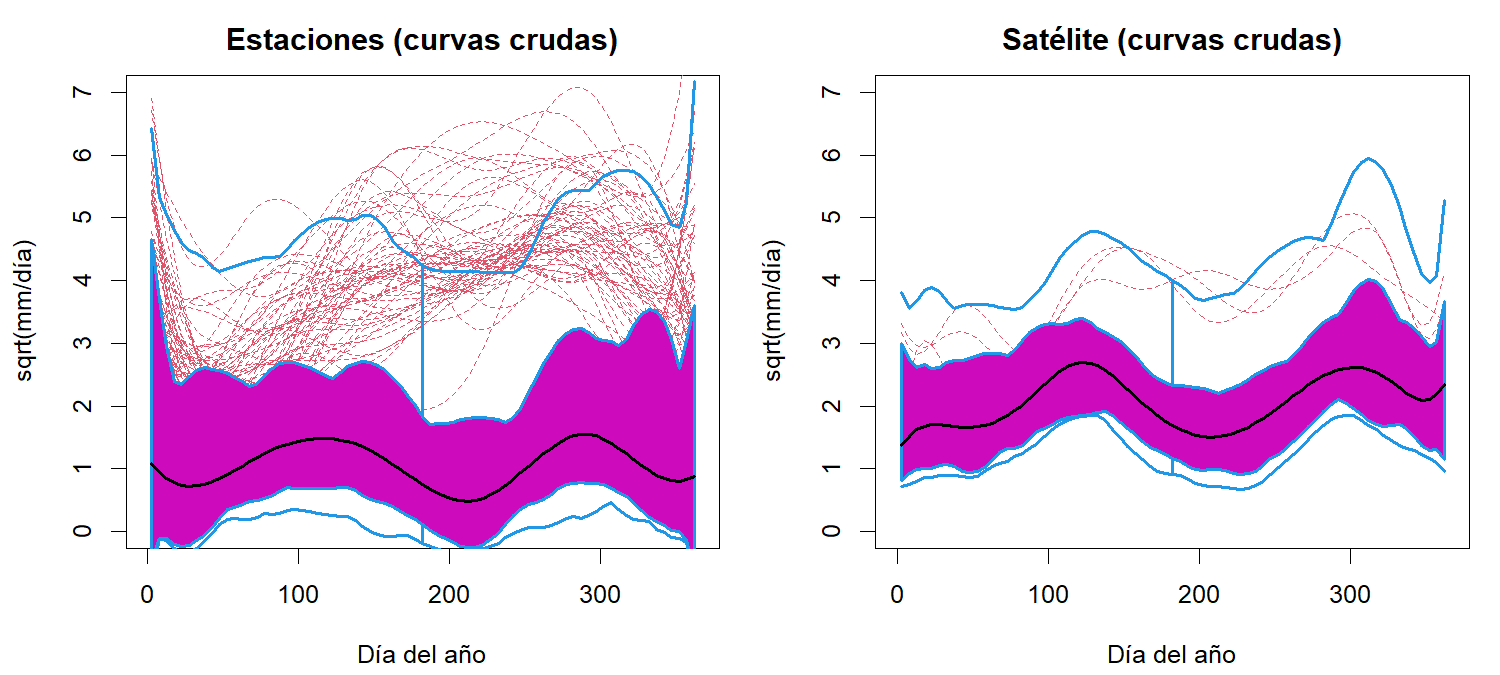 Estaciones (curvas crudas)
sqrt(mm/día)
7
6
5
4
3
2
1
0
0 100 200 300
Día del año
Satélite (curvas crudas)
sqrt(mm/día)
7
6
5
4
3
2
1
0
0 100 200 300
Día del año